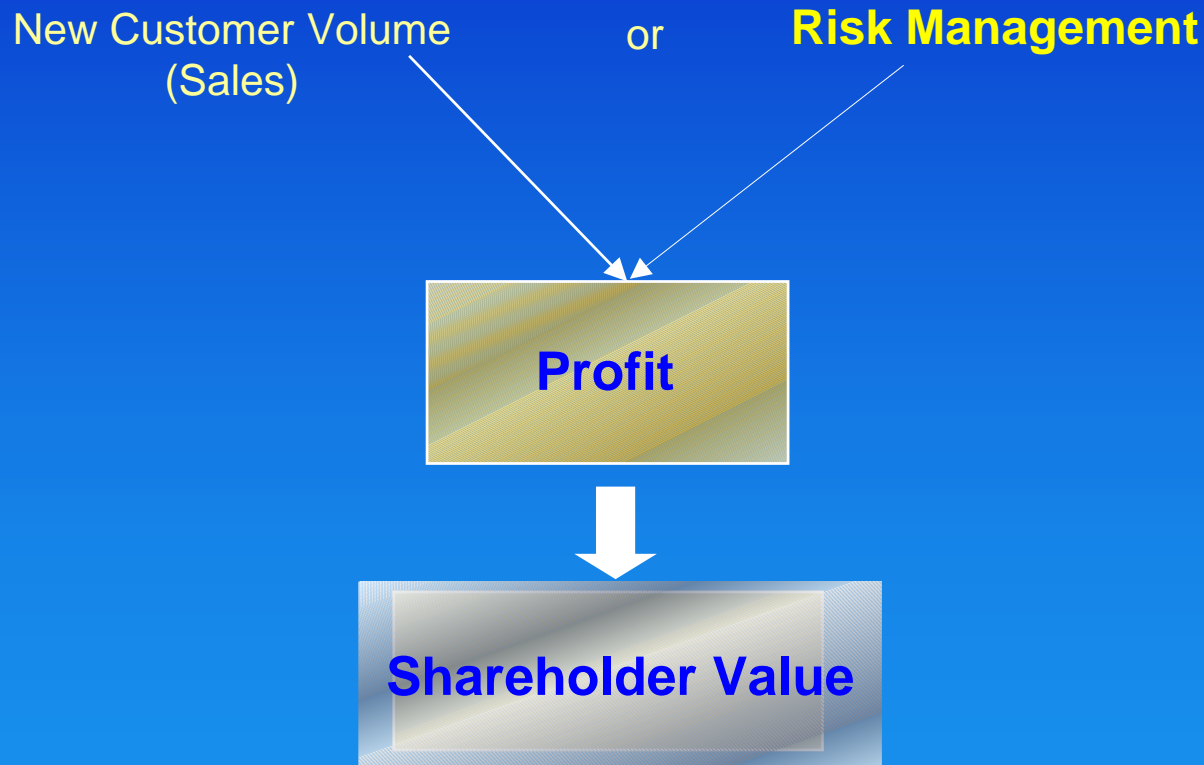 New Customer Volume or Risk Management
(Sales)
Profit
Shareholder Value